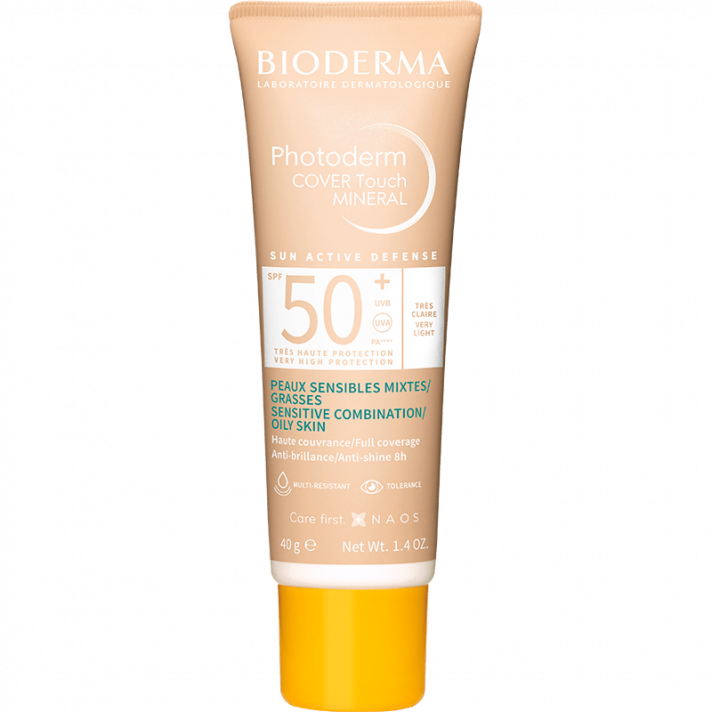 BIODERMA
LABORATOIRE DERMATOLOGIQUE
Photoderm
COVER Touch
MINERAL
SUN ACTIVE DEFENSE
SPF
50+
UVB
UVA
PA++++
TRÈS HAUTE PROTECTION
VERY HIGH PROTECTION
TRÈS
CLAIRE
VERY
LIGHT
PEAUX SENSIBLES MIXTES/
GRASSES
SENSITIVE COMBINATION/
OILY SKIN
Haute couvrance/Full coverage
Anti-brillance/Anti-shine 8h
MULTI-RESISTANT
TOLERANCE
Care first. NAOS
40 g ℮ Net Wt. 1.4 OZ.